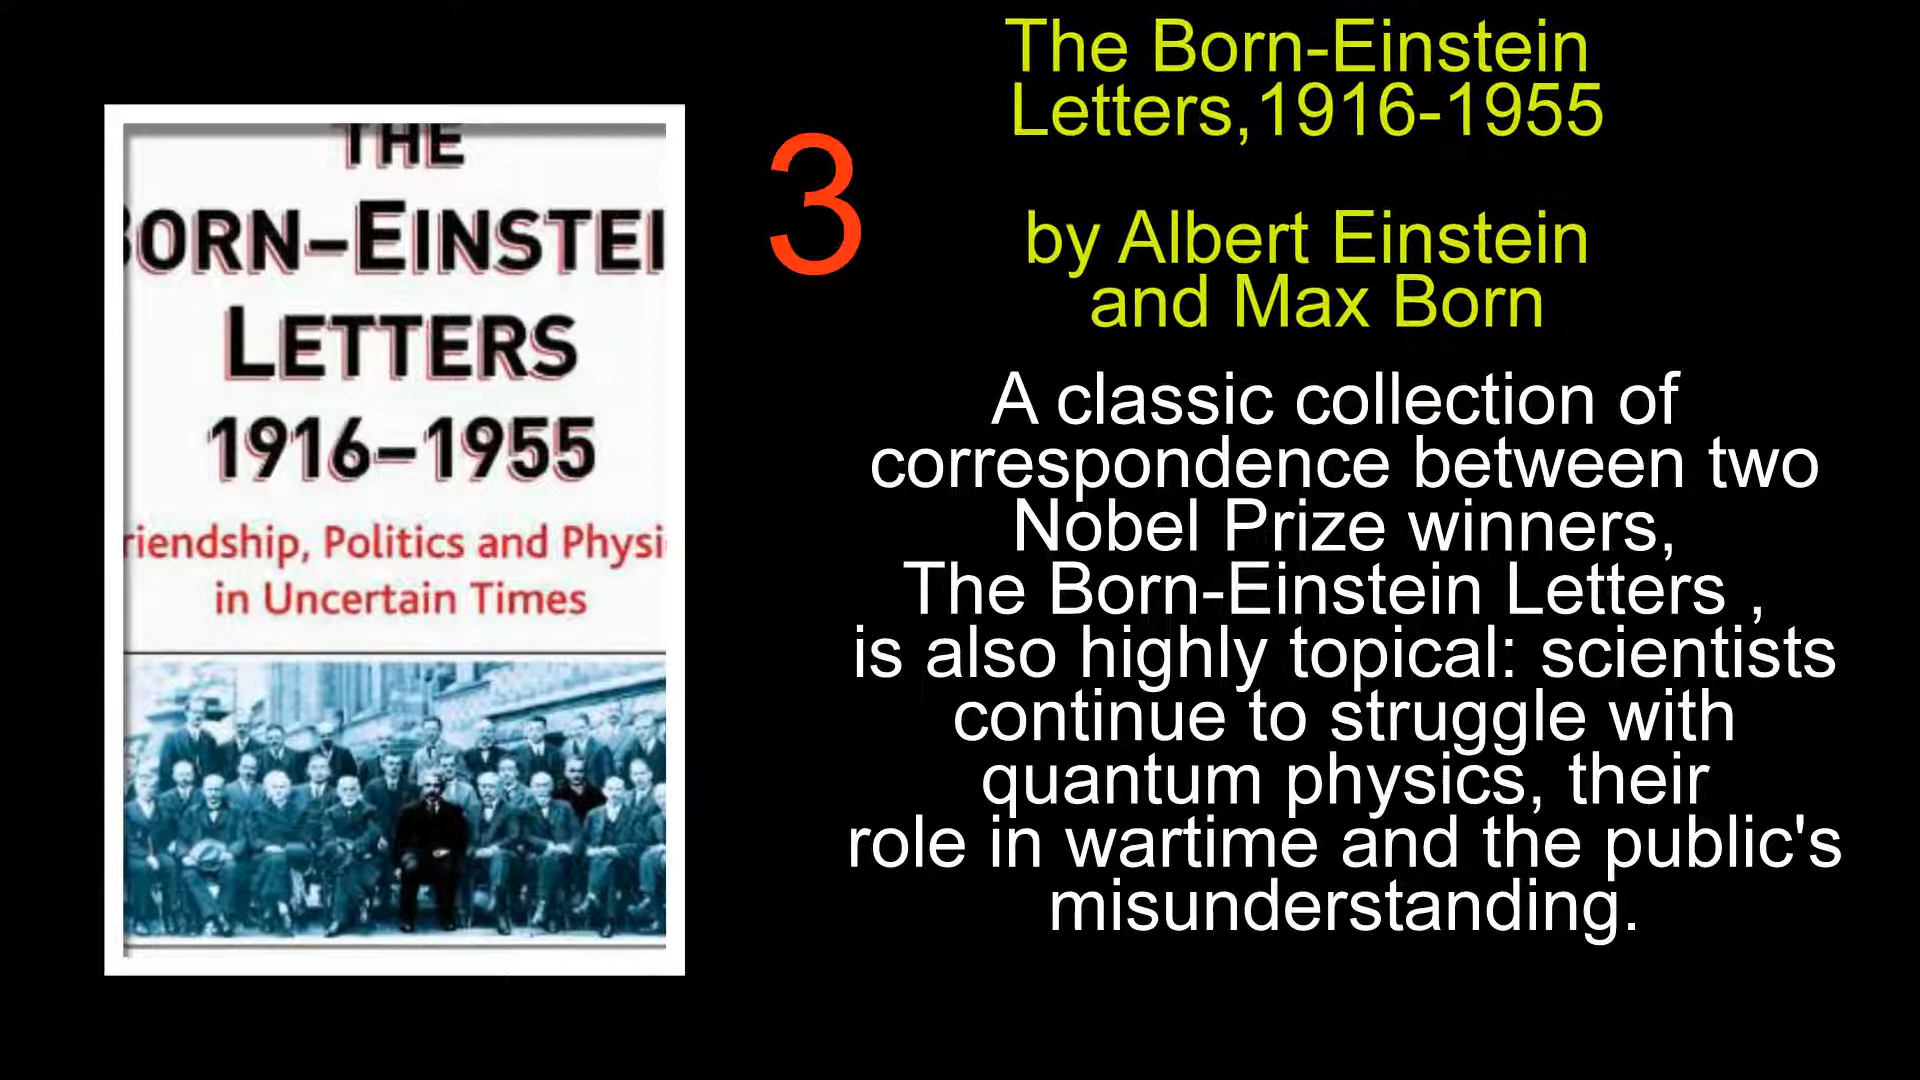 THE
BORN–EINSTEI
LETTERS
1916–1955
riendship, Politics and Physi
in Uncertain Times
3
The Born-Einstein
Letters,1916-1955
by Albert Einstein
and Max Born
A classic collection of
correspondence between two
Nobel Prize winners,
The Born-Einstein Letters ,
is also highly topical: scientists
continue to struggle with
quantum physics, their
role in wartime and the public's
misunderstanding.